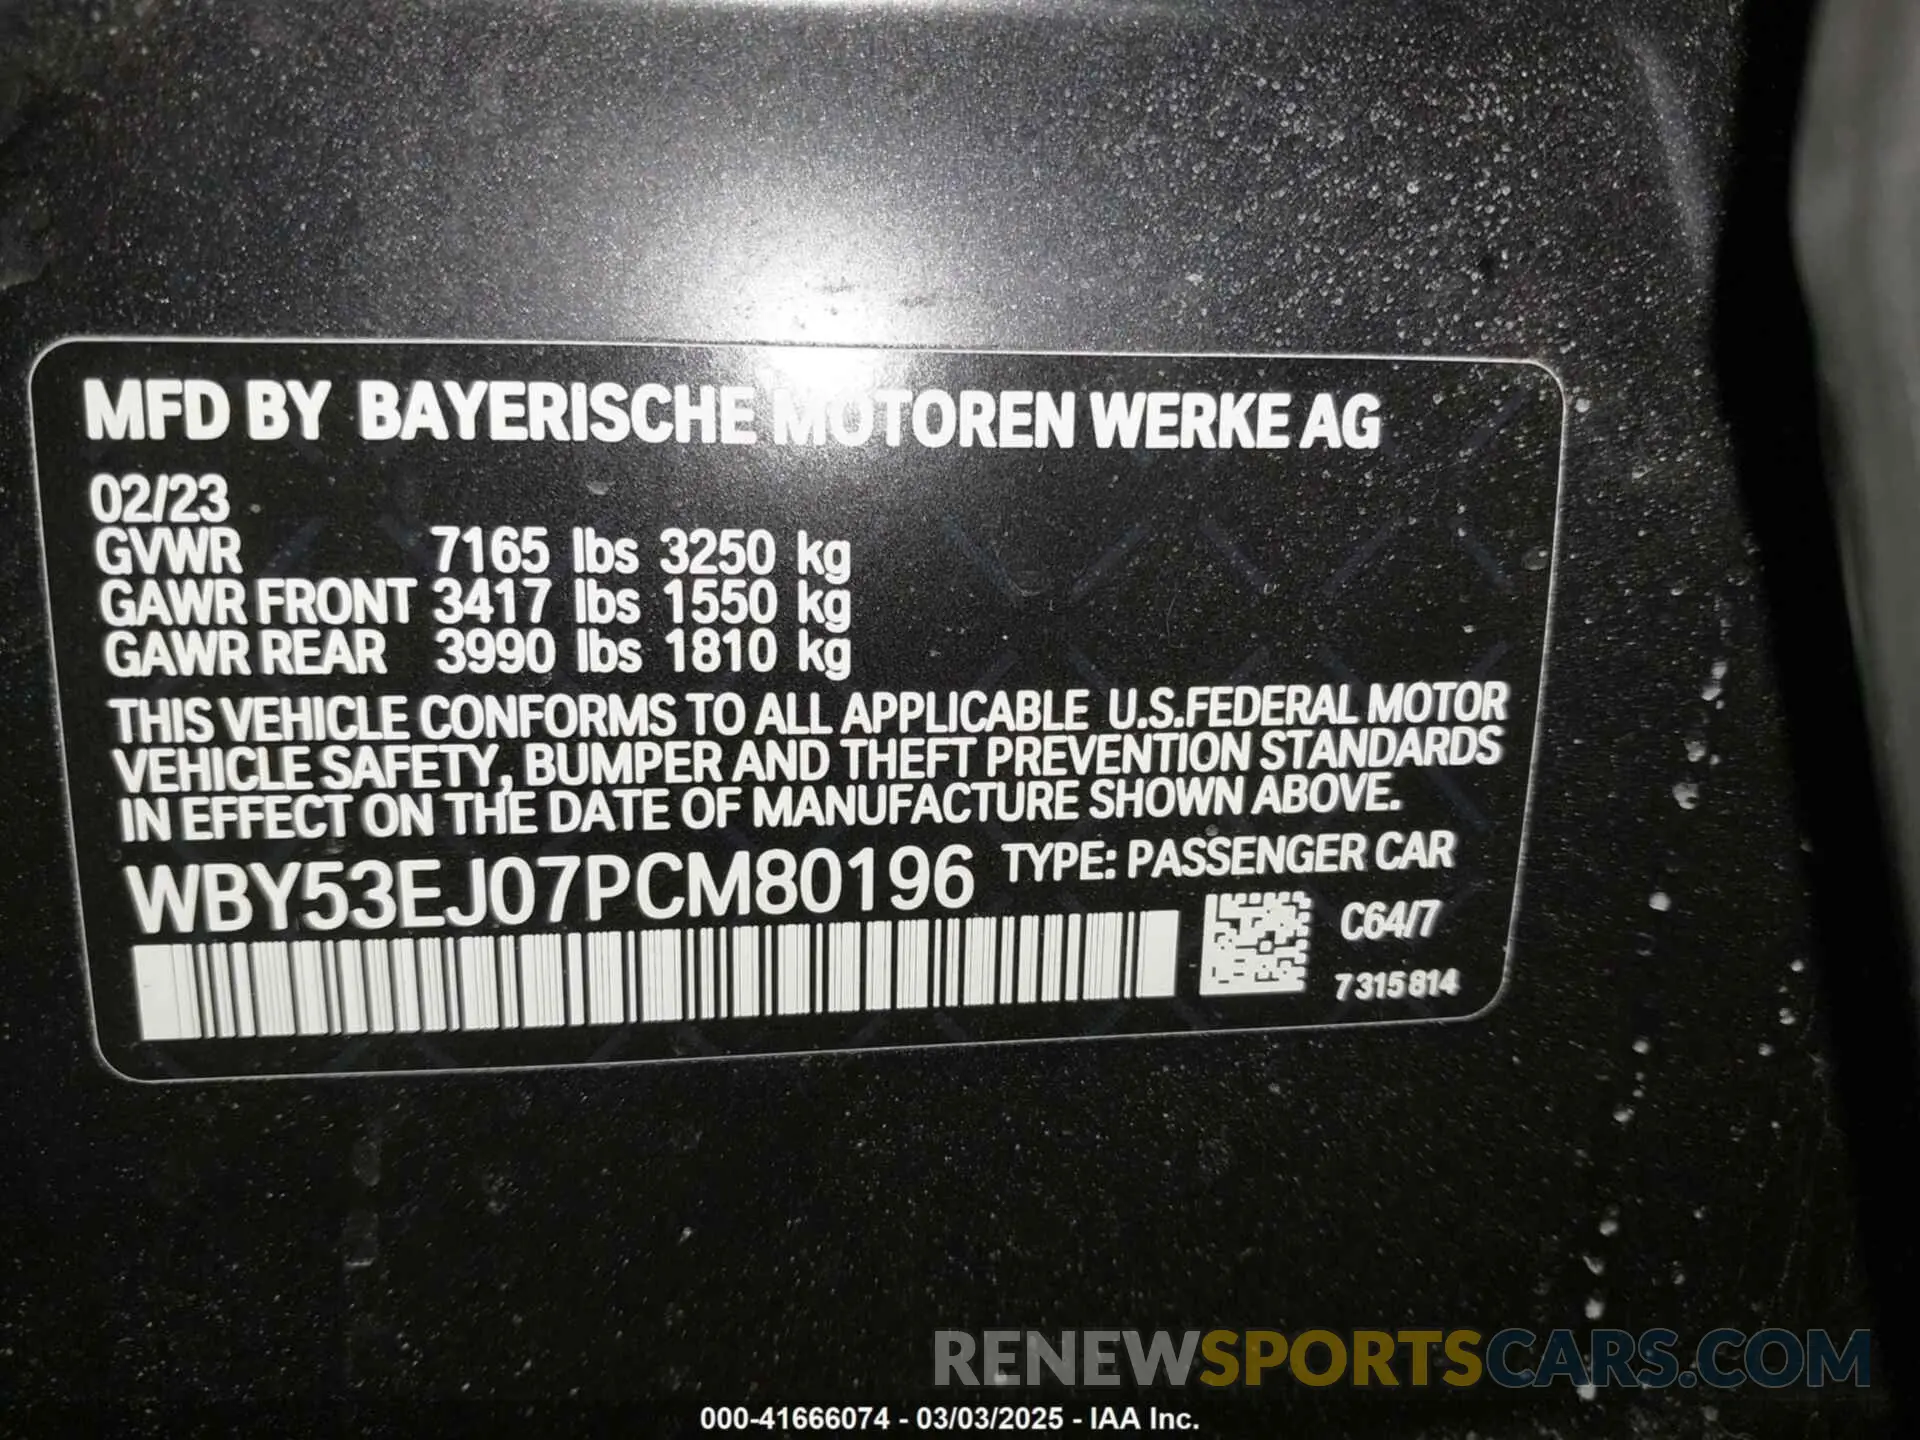 MFD BY BAYERISCHE MOTOREN WERKE AG
02/23
GVWR 7165 lbs 3250 kg
GAWR FRONT 3417 lbs 1550 kg
GAWR REAR 3990 lbs 1810 kg
THIS VEHICLE CONFORMS TO ALL APPLICABLE U.S.FEDERAL MOTOR
VEHICLE SAFETY, BUMPER AND THEFT PREVENTION STANDARDS
IN EFFECT ON THE DATE OF MANUFACTURE SHOWN ABOVE.
WBY53EJ07PCM80196 TYPE: PASSENGER CAR
C64/7
7 315 814
RENEWSPORTSCARS.COM
000-41666074 - 03/03/2025 - IAA Inc.